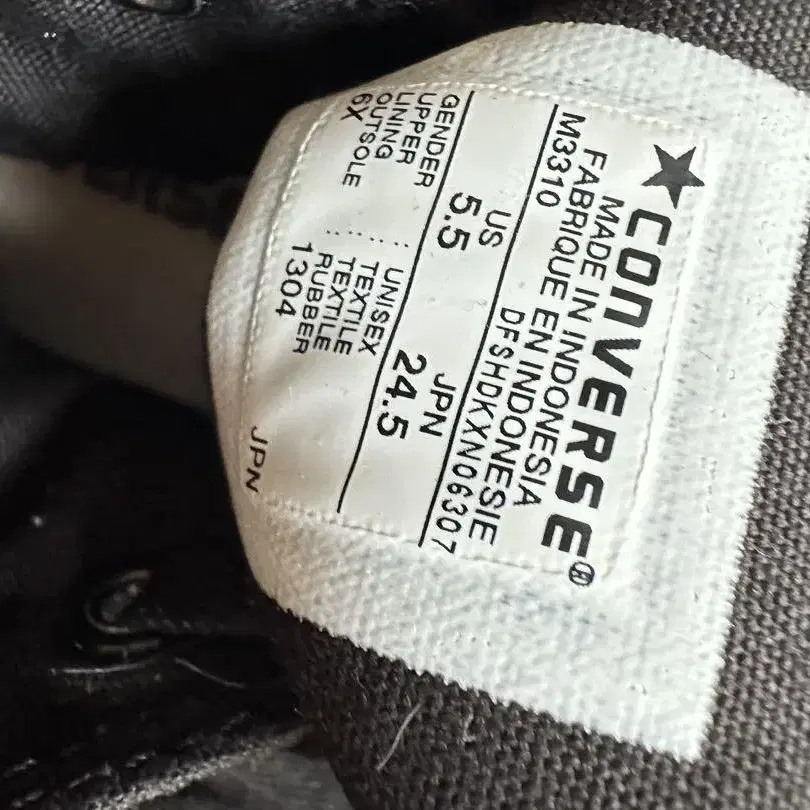 CONVERSE®
MADE IN INDONESIA
FABRIQUE EN INDONESIE
M3310 DFSHDKXN06307
US JPN
5.5 24.5
GENDER : UNISEX
UPPER : TEXTILE
LINING : TEXTILE
OUTSOLE : RUBBER
6X 1304
JPN